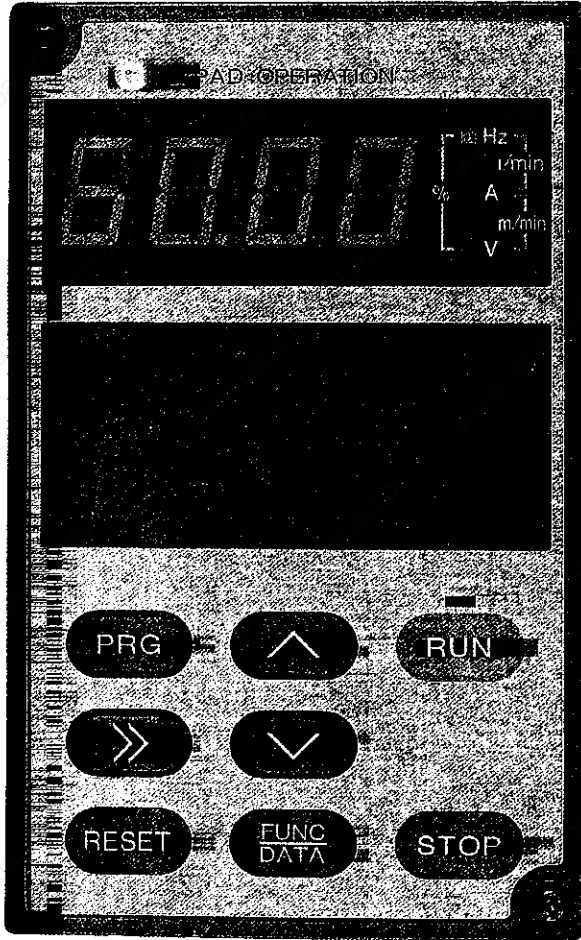 PAD OPERATION
60.00
% Hz
r/min
A
m/min
V
PRG
RUN
RESET
FUNC
DATA
STOP